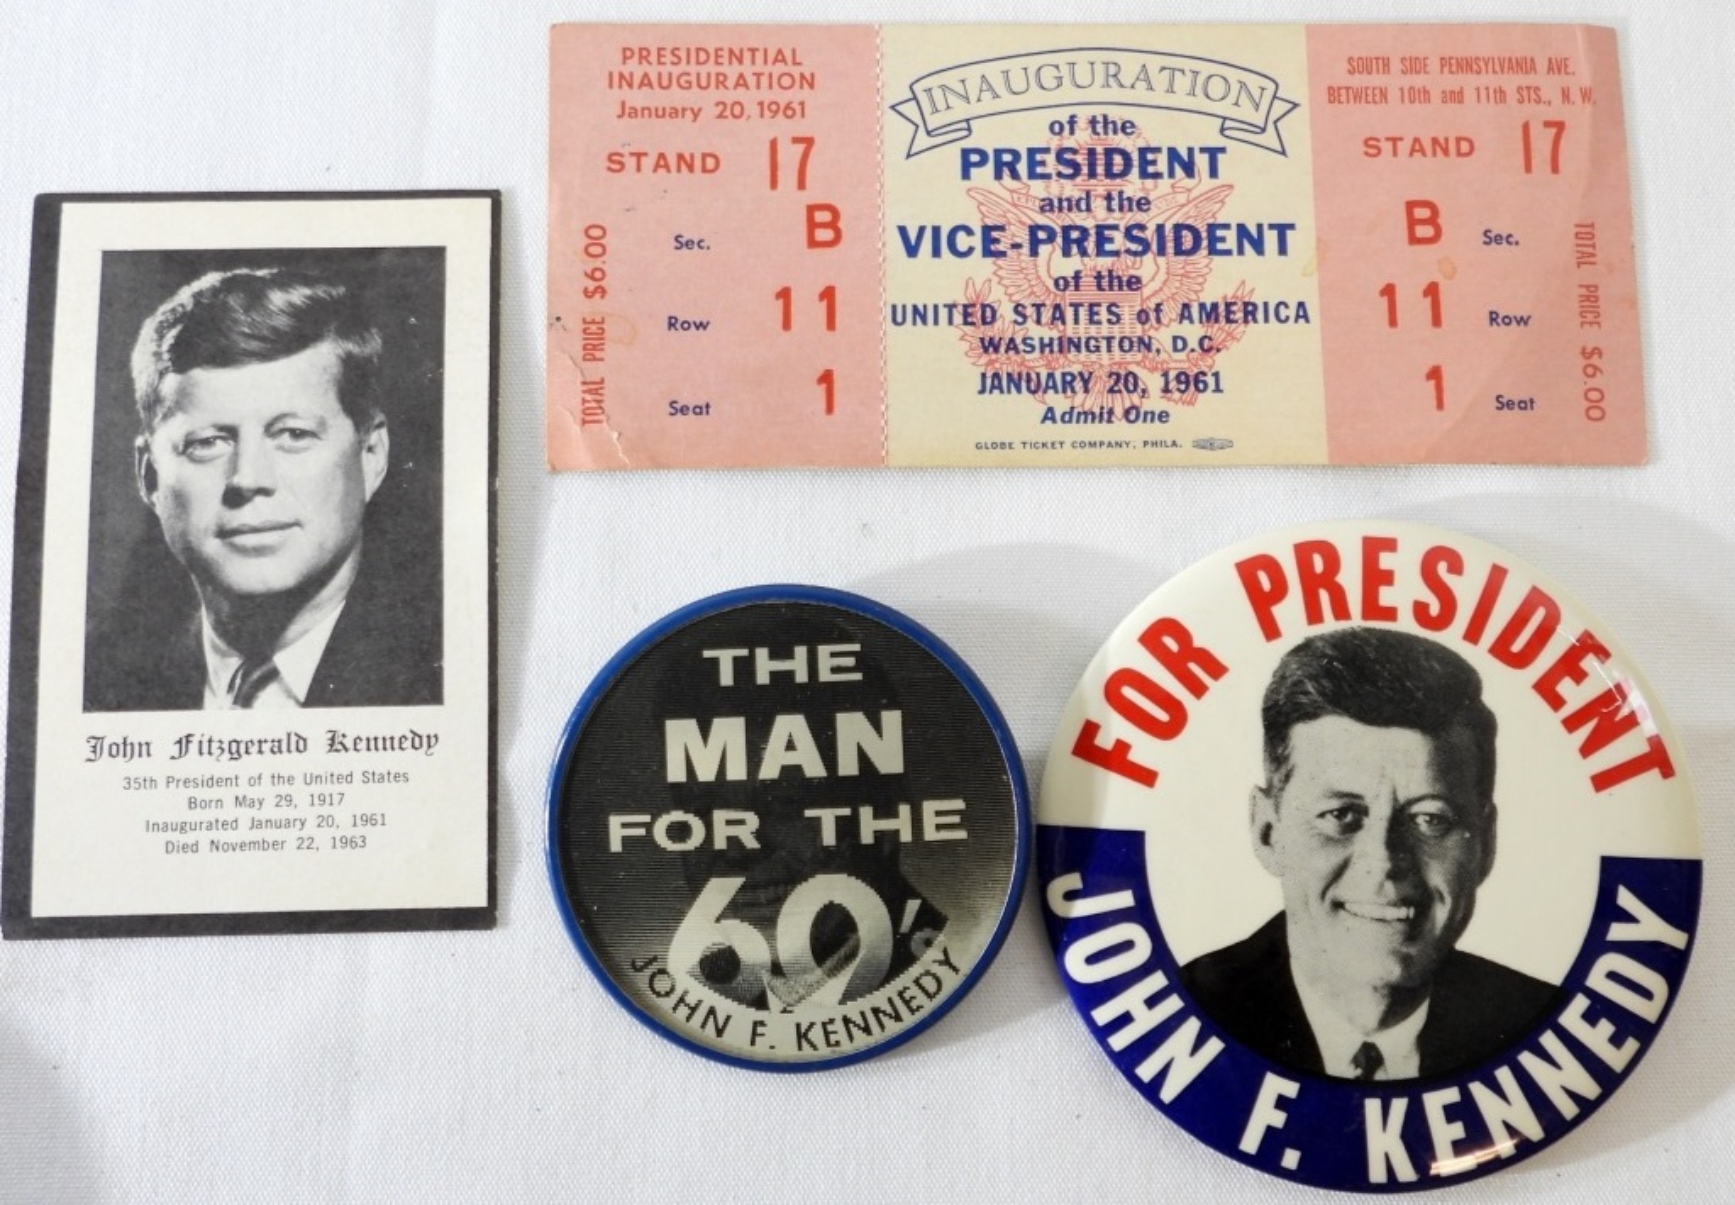 PRESIDENTIAL
INAUGURATION
January 20, 1961
STAND 17
Sec. B
Row 11
Seat 1
TOTAL PRICE $6.00
INAUGURATION
of the
PRESIDENT
and the
VICE-PRESIDENT
of the
UNITED STATES of AMERICA
WASHINGTON, D.C.
JANUARY 20, 1961
Admit One
GLOBE TICKET COMPANY, PHILA.
SOUTH SIDE PENNSYLVANIA AVE.
BETWEEN 10th and 11th STS., N. W.
STAND 17
B Sec.
11 Row
1 Seat
TOTAL PRICE $6.00
John Fitzgerald Kennedy
35th President of the United States
Born May 29, 1917
Inaugurated January 20, 1961
Died November 22, 1963
THE
MAN
FOR THE
60's
JOHN F. KENNEDY
FOR PRESIDENT
JOHN F. KENNEDY